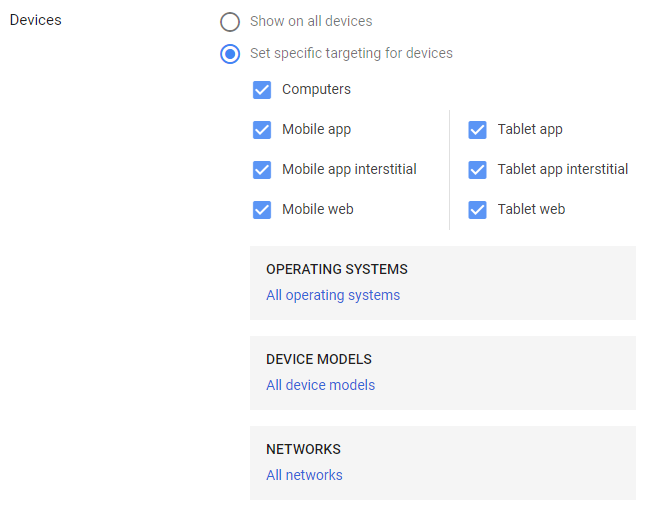 Devices
Show on all devices
Set specific targeting for devices
Computers
Mobile app
Tablet app
Mobile app interstitial
Tablet app interstitial
Mobile web
Tablet web
OPERATING SYSTEMS
All operating systems
DEVICE MODELS
All device models
NETWORKS
All networks